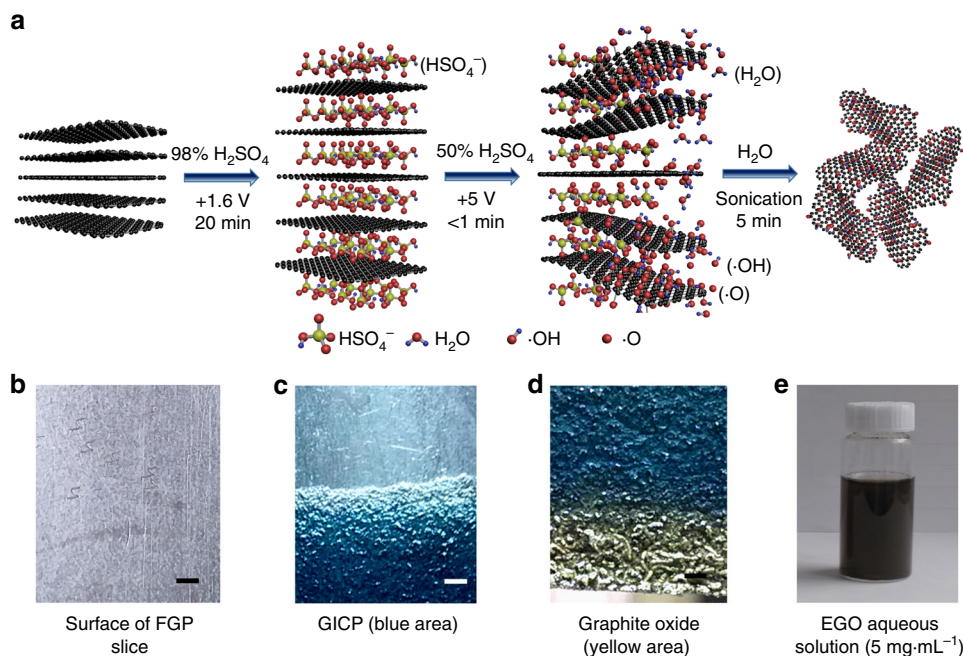 a
(HSO₄⁻)
(H₂O)
98% H₂SO₄
+1.6 V
20 min
50% H₂SO₄
+5 V
<1 min
H₂O
Sonication
5 min
(·OH)
(·O)
HSO₄⁻ H₂O ·OH ·O
b c d e
Surface of FGP
slice
GICP (blue area)
Graphite oxide
(yellow area)
EGO aqueous
solution (5 mg·mL⁻¹)